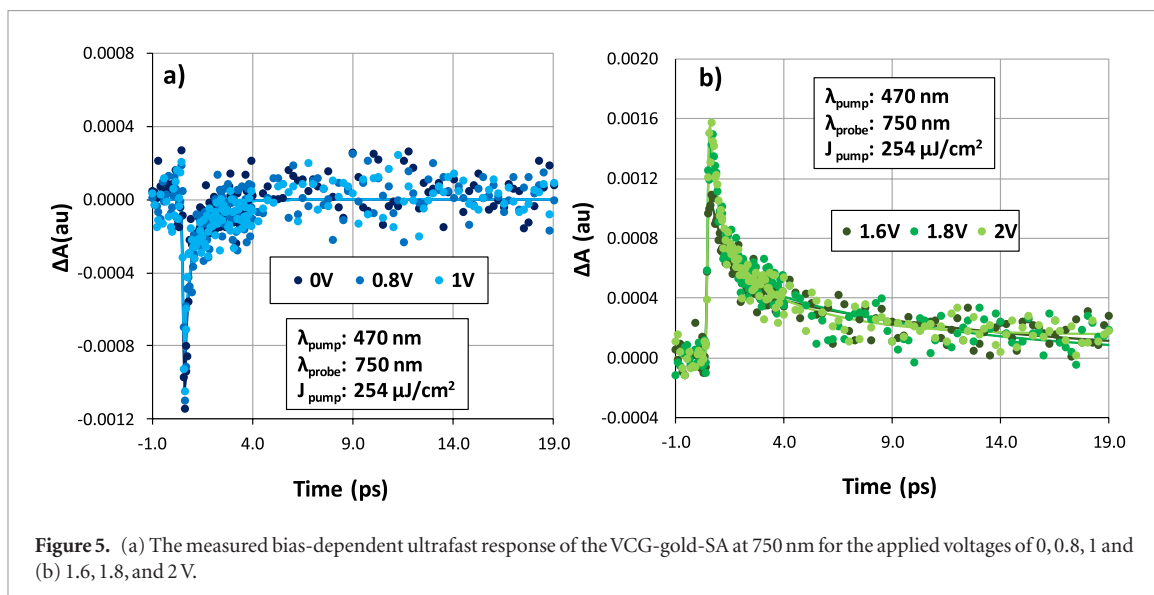 a)
0.0008
0.0004
0.0000
-0.0004
-0.0008
-0.0012
ΔA(au)
0V 0.8V 1V
λpump: 470 nm
λprobe: 750 nm
J pump: 254 μJ/cm²
-1.0 4.0 9.0 14.0 19.0
Time (ps)
b)
0.0020
0.0016
0.0012
0.0008
0.0004
0.0000
-0.0004
ΔA (au)
λpump: 470 nm
λprobe: 750 nm
J pump: 254 μJ/cm²
1.6V 1.8V 2V
-1.0 4.0 9.0 14.0 19.0
Time (ps)
Figure 5. (a) The measured bias-dependent ultrafast response of the VCG-gold-SA at 750 nm for the applied voltages of 0, 0.8, 1 and
(b) 1.6, 1.8, and 2 V.